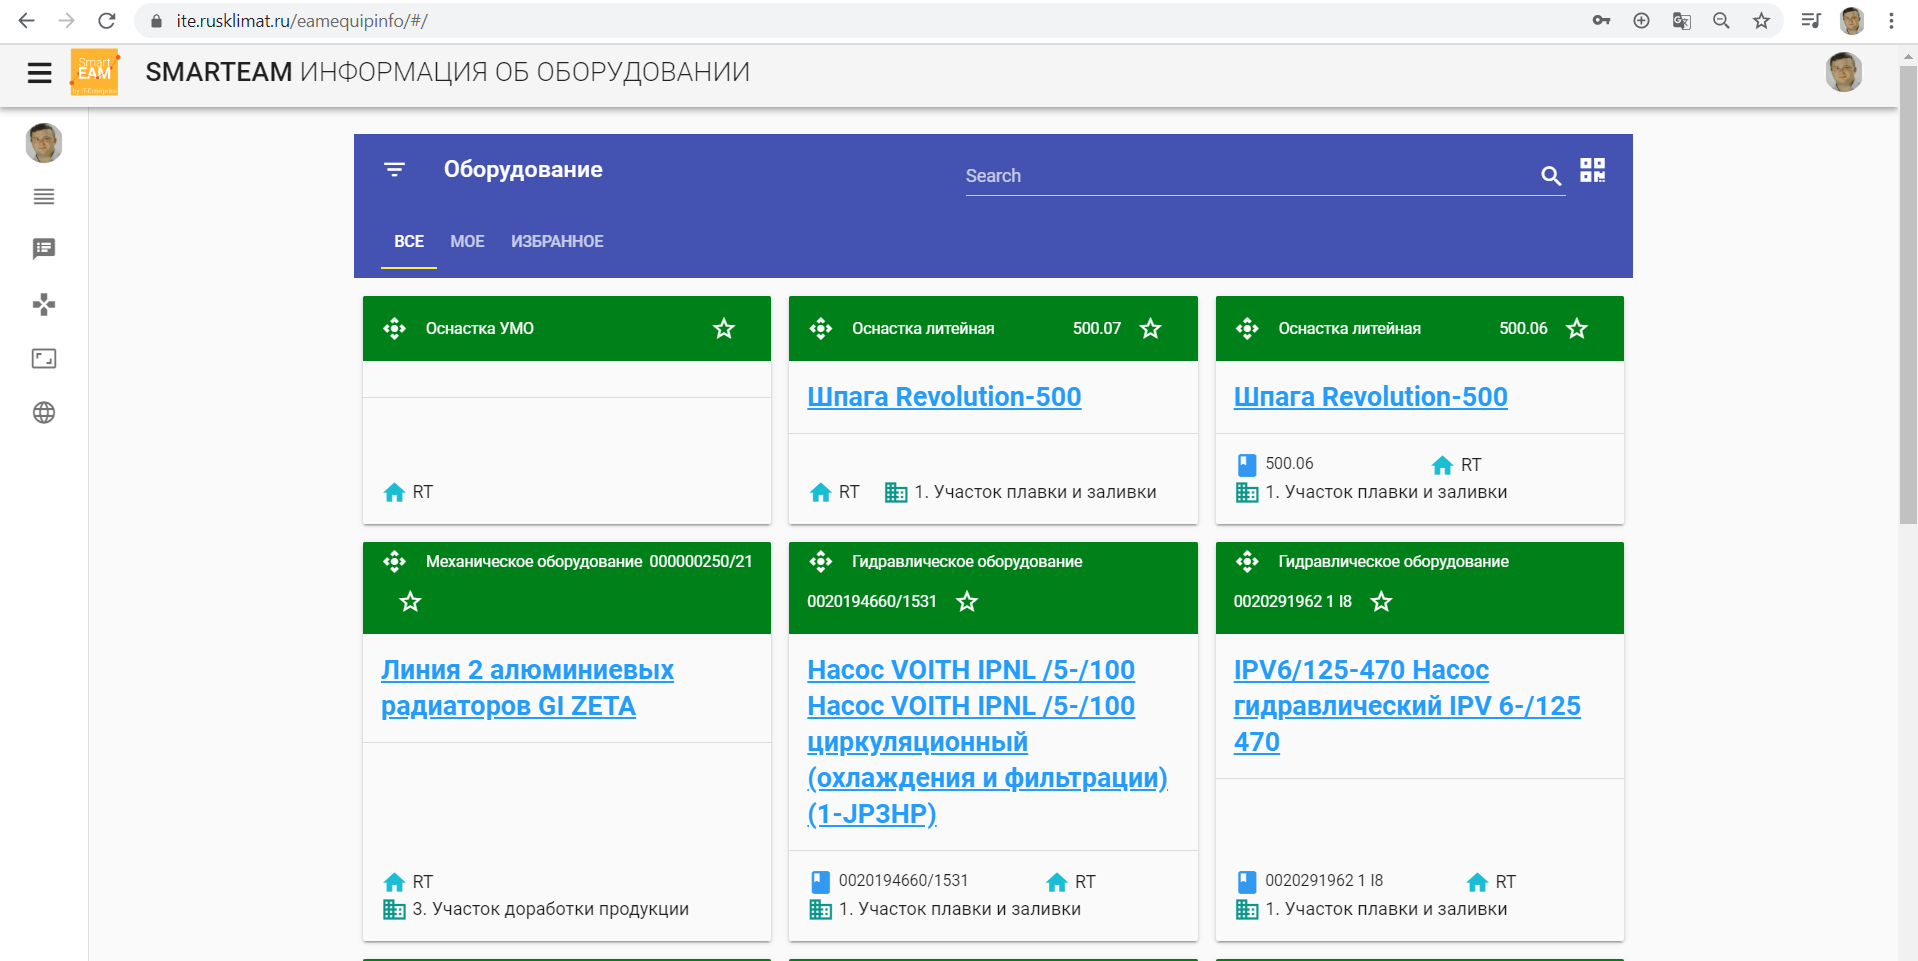 ite.rusklimat.ru/eamequipinfo/#/
Smart
EAM
by IT-Enterprise
SMARTEAM ИНФОРМАЦИЯ ОБ ОБОРУДОВАНИИ
Оборудование
Search
ВСЕ МОЕ ИЗБРАННОЕ
Оснастка УМО
RT
Оснастка литейная 500.07
Шпага Revolution-500
RT 1. Участок плавки и заливки
Оснастка литейная 500.06
Шпага Revolution-500
500.06 RT
1. Участок плавки и заливки
Механическое оборудование 000000250/21
Линия 2 алюминиевых
радиаторов GI ZETA
RT
3. Участок доработки продукции
Гидравлическое оборудование
0020194660/1531
Насос VOITH IPNL /5-/100
Насос VOITH IPNL /5-/100
циркуляционный
(охлаждения и фильтрации)
(1-JP3HP)
0020194660/1531 RT
1. Участок плавки и заливки
Гидравлическое оборудование
0020291962 1 I8
IPV6/125-470 Насос
гидравлический IPV 6-/125
470
0020291962 1 I8 RT
1. Участок плавки и заливки